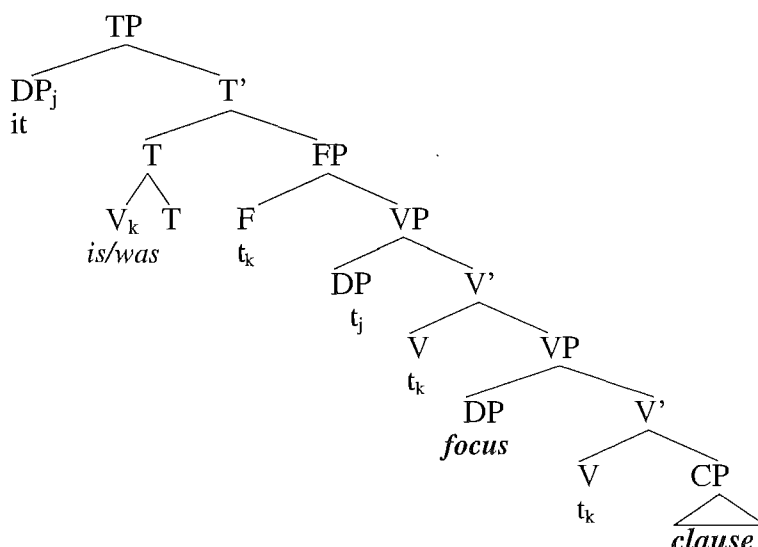 TP
DPj T’
it
T FP
Vk T F VP
is/was tk
DP V’
tj
V VP
tk
DP V’
focus
V CP
tk
clause